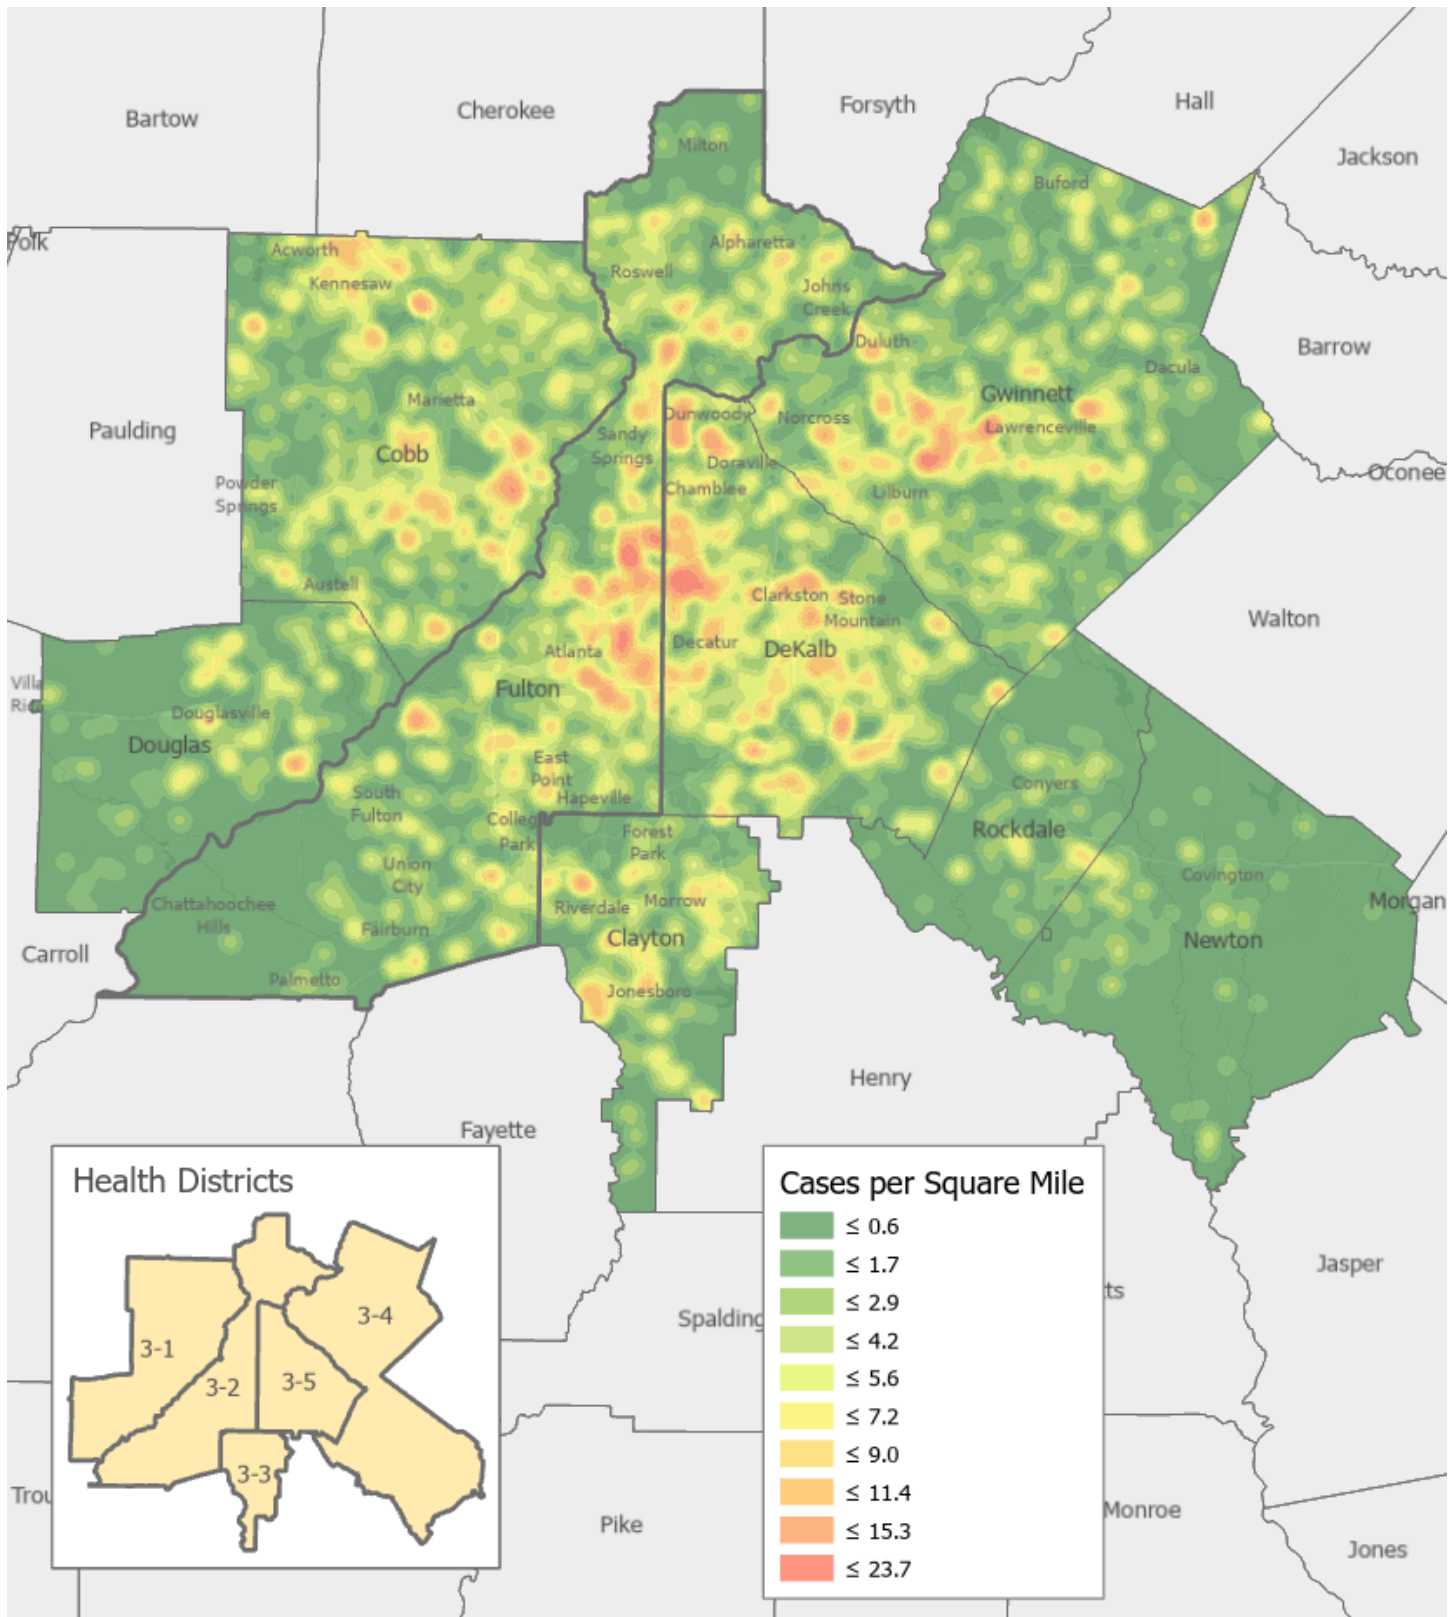 Bartow
Cherokee
Forsyth
Hall
Jackson
Milton
Buford
Polk
Acworth
Alpharetta
Roswell
Kennesaw
Johns
Creek
Duluth
Barrow
Dacula
Paulding
Marietta
Gwinnett
Dunwoody
Norcross
Lawrenceville
Sandy
Springs
Cobb
Doraville
Chamblee
Oconee
Powder
Springs
Lilburn
Austell
Clarkston
Stone
Mountain
Walton
Decatur
DeKalb
Atlanta
Villa
Ric
Fulton
Douglasville
Douglas
East
Point
Hapeville
South
Fulton
Colleg
Park
Conyers
Rockdale
Forest
Park
Union
City
Covington
Morgan
Chattahoochee
Hills
Riverdale
Morrow
Fairburn
Clayton
Newton
Carroll
Palmetto
Jonesboro
Henry
Fayette
Health Districts
3-1
3-2
3-3
3-4
3-5
Cases per Square Mile
≤ 0.6
≤ 1.7
≤ 2.9
≤ 4.2
≤ 5.6
≤ 7.2
≤ 9.0
≤ 11.4
≤ 15.3
≤ 23.7
Jasper
ts
Spalding
Trou
Pike
Monroe
Jones